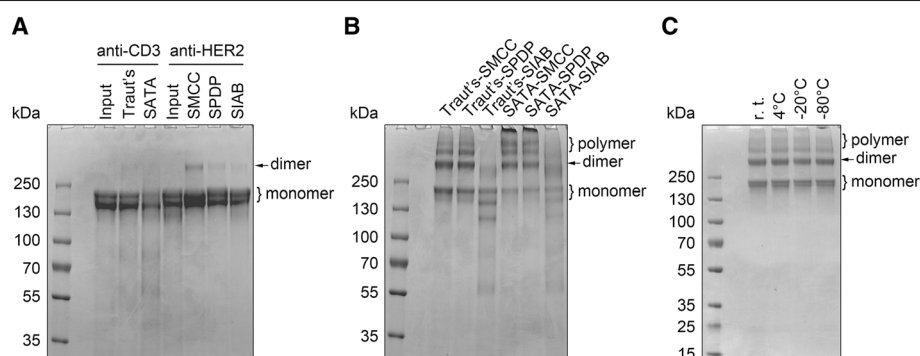 A
anti-CD3 anti-HER2
Input
Traut's
SATA
Input
SMCC
SPDP
SIAB
kDa
250
130
100
70
55
35
dimer
monomer
B
Traut's-SMCC
Traut's-SPDP
Traut's-SIAB
SATA-SMCC
SATA-SPDP
SATA-SIAB
kDa
250
130
100
70
55
35
polymer
dimer
monomer
C
r. t.
4°C
-20°C
-80°C
kDa
250
130
100
70
55
35
25
15
polymer
dimer
monomer